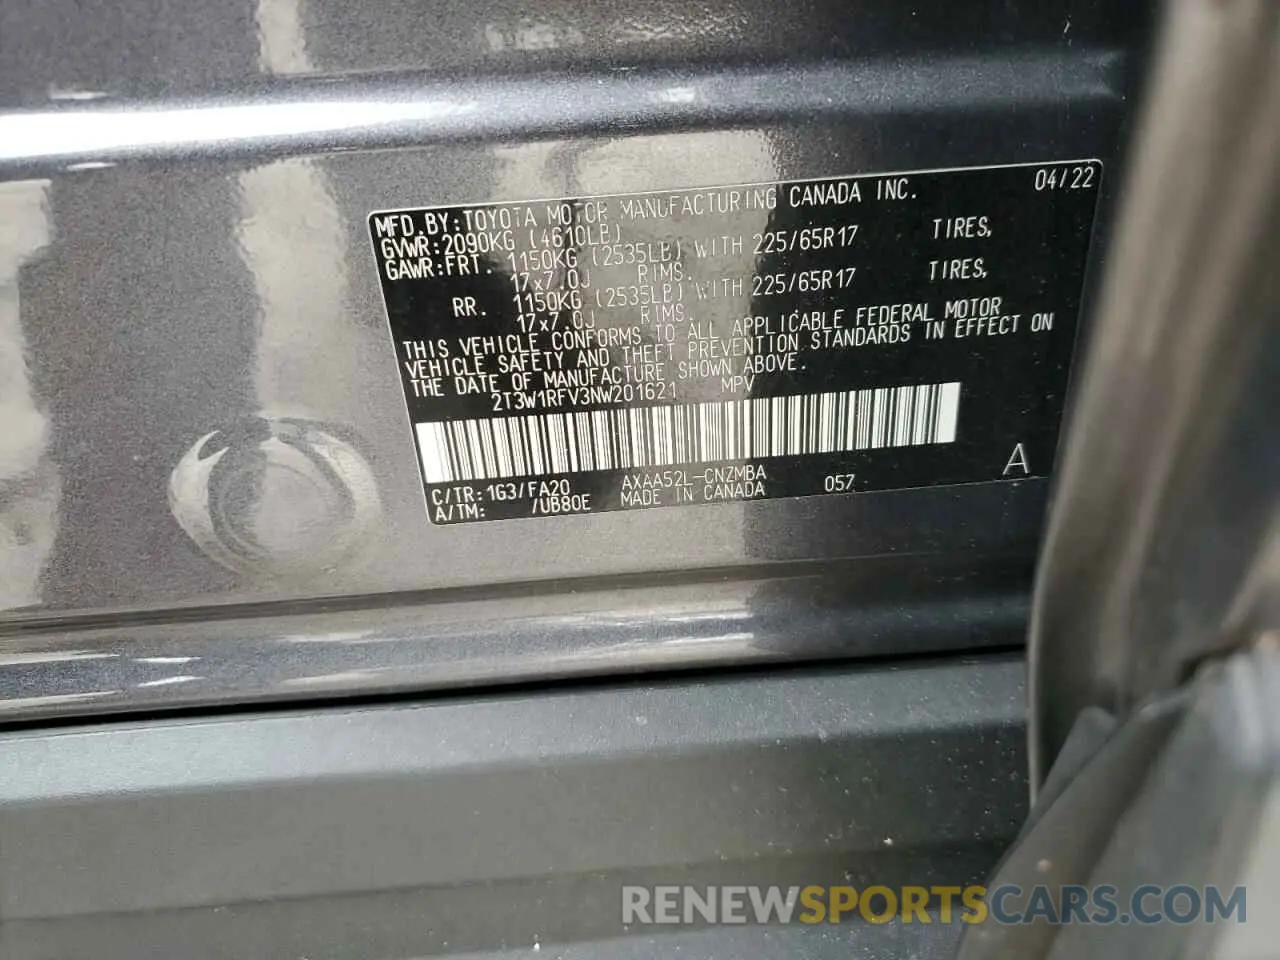 MFD.BY:TOYOTA MOTOR MANUFACTURING CANADA INC. 04/22
GVWR:2090KG (4610LB)
GAWR:FRT. 1150KG (2535LB) WITH 225/65R17 TIRES,
17x7.0J RIMS.
RR. 1150KG (2535LB) WITH 225/65R17 TIRES,
17x7.0J RIMS.
THIS VEHICLE CONFORMS TO ALL APPLICABLE FEDERAL MOTOR
VEHICLE SAFETY AND THEFT PREVENTION STANDARDS IN EFFECT ON
THE DATE OF MANUFACTURE SHOWN ABOVE.
2T3W1RFV3NW201621 MPV
C/TR:1G3/FA20 AXAA52L-CNZMBA 057 A
A/TM: /UB80E MADE IN CANADA
RENEWSPORTSCARS.COM